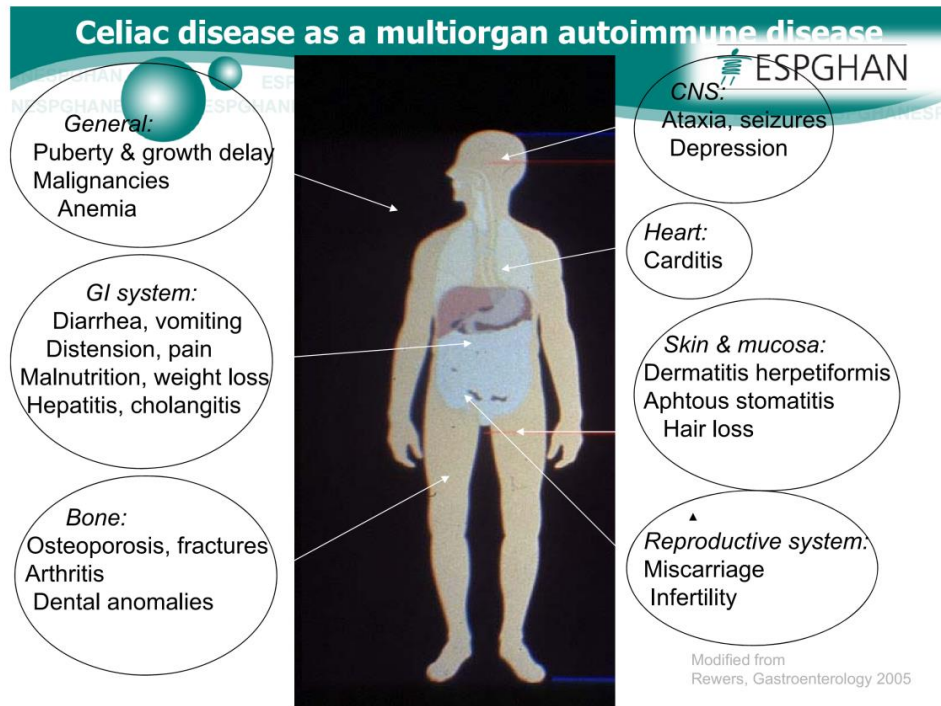 Celiac disease as a multiorgan autoimmune disease
ESPGHAN
General:
Puberty & growth delay
Malignancies
Anemia
GI system:
Diarrhea, vomiting
Distension, pain
Malnutrition, weight loss
Hepatitis, cholangitis
Bone:
Osteoporosis, fractures
Arthritis
Dental anomalies
CNS:
Ataxia, seizures
Depression
Heart:
Carditis
Skin & mucosa:
Dermatitis herpetiformis
Aphtous stomatitis
Hair loss
Reproductive system:
Miscarriage
Infertility
Modified from
Rewers, Gastroenterology 2005